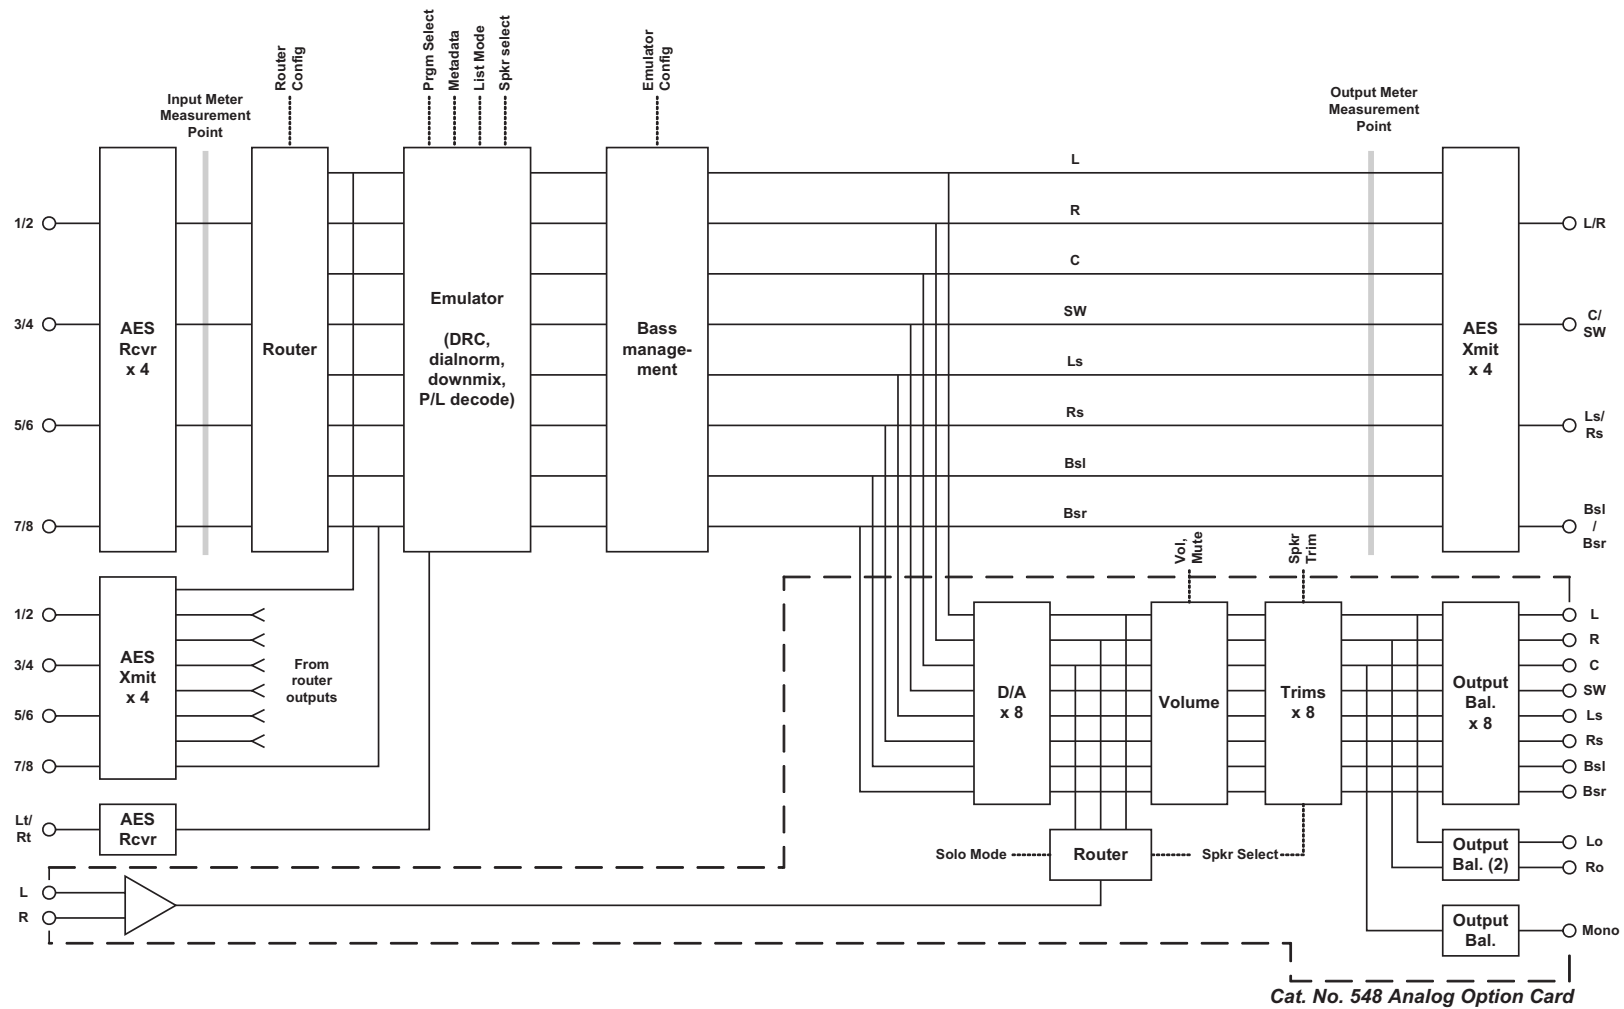 Router
Config
Prgm Select
Metadata
List Mode
Spkr select
Emulator
Config
Input Meter
Measurement
Point
Output Meter
Measurement
Point
1/2
3/4
5/6
7/8
AES
Rcvr
x 4
Router
Emulator
(DRC,
dialnorm,
downmix,
P/L decode)
Bass
manage-
ment
L
R
C
SW
Ls
Rs
Bsl
Bsr
AES
Xmit
x 4
L/R
C/
SW
Ls/
Rs
Bsl
/
Bsr
1/2
3/4
5/6
7/8
AES
Xmit
x 4
From
router
outputs
Lt/
Rt
AES
Rcvr
L
R
Vol,
Mute
Spkr
Trim
D/A
x 8
Volume
Trims
x 8
Output
Bal.
x 8
L
R
C
SW
Ls
Rs
Bsl
Bsr
Solo Mode
Router
Spkr Select
Output
Bal. (2)
Lo
Ro
Output
Bal.
Mono
Cat. No. 548 Analog Option Card